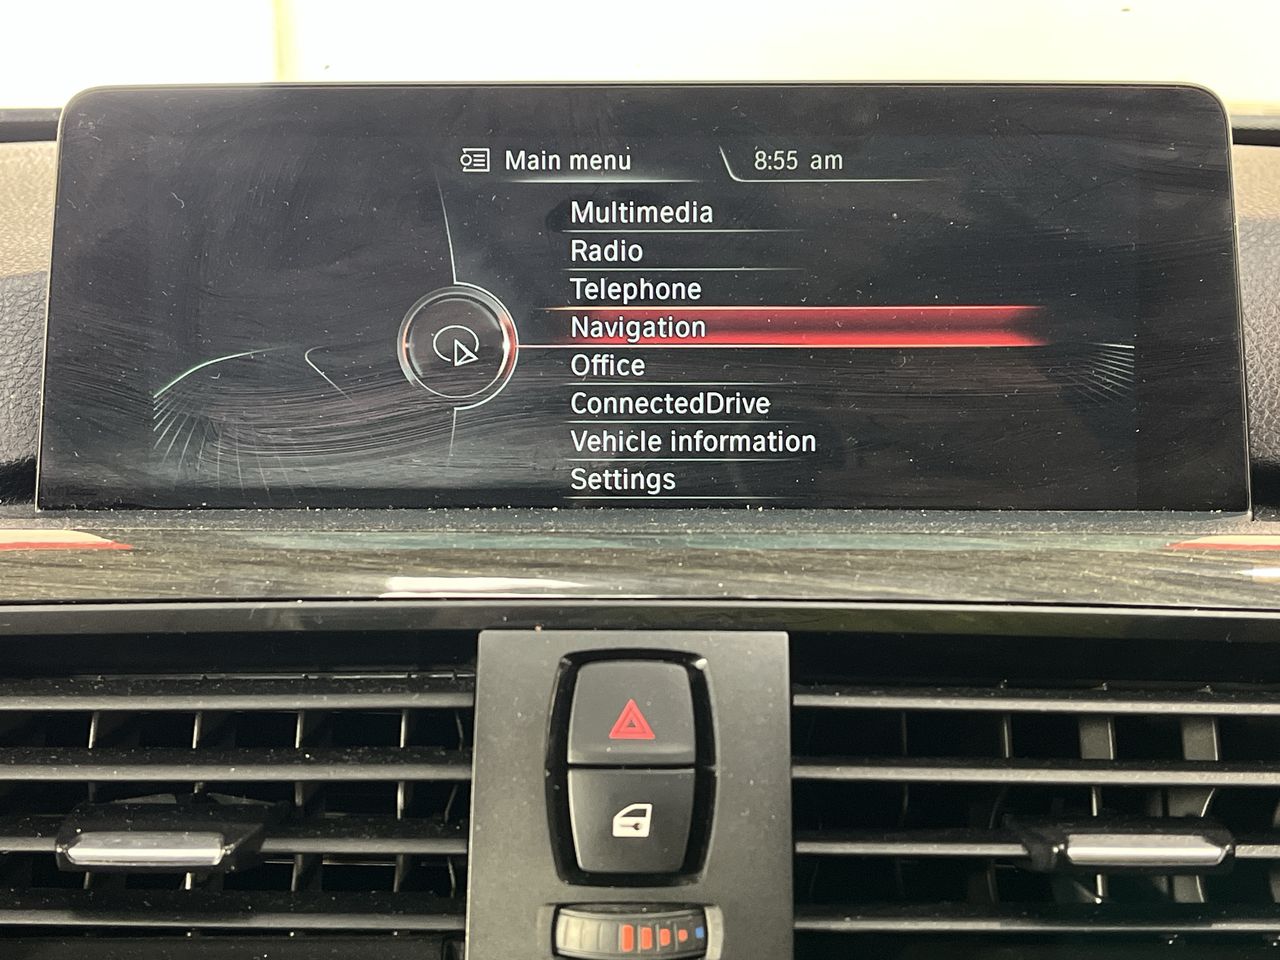 Main menu
8:55 am
Multimedia
Radio
Telephone
Navigation
Office
ConnectedDrive
Vehicle information
Settings